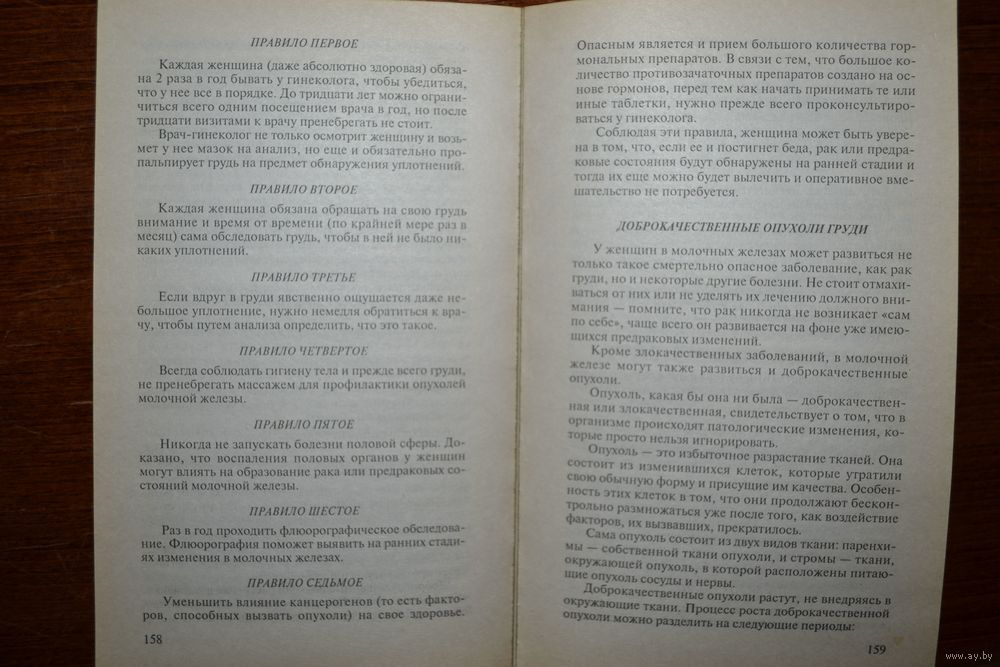 ПРАВИЛО ПЕРВОЕ
Каждая женщина (даже абсолютно здоровая) обяза-
на 2 раза в год бывать у гинеколога, чтобы убедиться,
что у нее все в порядке. До тридцати лет можно ограни-
читься всего одним посещением врача в год, но после
тридцати визитами к врачу пренебрегать не стоит.
Врач-гинеколог не только осмотрит женщину и возь-
мет у нее мазок на анализ, но еще и обязательно про-
пальпирует грудь на предмет обнаружения уплотнений.
ПРАВИЛО ВТОРОЕ
Каждая женщина обязана обращать на свою грудь
внимание и время от времени (по крайней мере раз в
месяц) сама обследовать грудь, чтобы в ней не было ни-
каких уплотнений.
ПРАВИЛО ТРЕТЬЕ
Если вдруг в груди явственно ощущается даже не-
большое уплотнение, нужно немедля обратиться к вра-
чу, чтобы путем анализа определить, что это такое.
ПРАВИЛО ЧЕТВЕРТОЕ
Всегда соблюдать гигиену тела и прежде всего груди,
не пренебрегать массажем для профилактики опухолей
молочной железы.
ПРАВИЛО ПЯТОЕ
Никогда не запускать болезни половой сферы. До-
казано, что воспаления половых органов у женщин
могут влиять на образование рака или предраковых со-
стояний молочной железы.
ПРАВИЛО ШЕСТОЕ
Раз в год проходить флюорографическое обследова-
ние. Флюорография поможет выявить на ранних стади-
ях изменения в молочных железах.
ПРАВИЛО СЕДЬМОЕ
Уменьшить влияние канцерогенов (то есть факто-
ров, способных вызвать опухоли) на свое здоровье.
158
Опасным является и прием большого количества гор-
мональных препаратов. В связи с тем, что большое ко-
личество противозачаточных препаратов создано на ос-
нове гормонов, перед тем как начать принимать те или
иные таблетки, нужно прежде всего проконсультиро-
ваться у гинеколога.
Соблюдая эти правила, женщина может быть увере-
на в том, что, если ее и постигнет беда, рак или предра-
ковые состояния будут обнаружены на ранней стадии и
тогда их еще можно будет вылечить и оперативное вме-
шательство не потребуется.
ДОБРОКАЧЕСТВЕННЫЕ ОПУХОЛИ ГРУДИ
У женщин в молочных железах может развиться не
только такое смертельно опасное заболевание, как рак
груди, но и некоторые другие болезни. Не стоит отмахи-
ваться от них или не уделять их лечению должного вни-
мания — помните, что рак никогда не возникает «сам
по себе», чаще всего он развивается на фоне уже имею-
щихся предраковых изменений.
Кроме злокачественных заболеваний, в молочной
железе могут также развиться и доброкачественные
опухоли.
Опухоль, какая бы она ни была — доброкачествен-
ная или злокачественная, свидетельствует о том, что в
организме происходят патологические изменения, ко-
торые просто нельзя игнорировать.
Опухоль — это избыточное разрастание тканей. Она
состоит из изменившихся клеток, которые утратили
свою обычную форму и присущие им качества. Особен-
ность этих клеток в том, что они продолжают бескон-
трольно размножаться уже после того, как воздействие
факторов, их вызвавших, прекратилось.
Сама опухоль состоит из двух видов ткани: паренхи-
мы — собственной ткани опухоли, и стромы — ткани,
окружающей опухоль, в которой расположены питаю-
щие опухоль сосуды и нервы.
Доброкачественные опухоли растут, не внедряясь в
окружающие ткани. Процесс роста доброкачественной
опухоли можно разделить на следующие периоды:
159
www.ay.by